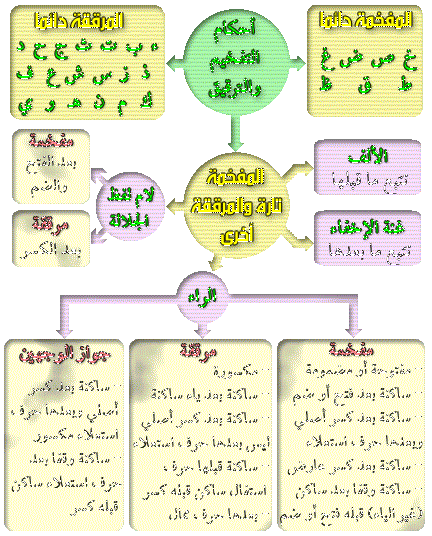 أحكام
التفخيم
والترقيق
المفخمة دائما
خ ص ض غ
ط ق ظ
المرققة دائما
ء ب ت ث ج ح د
ذ ز س ش ع ف
ك م ن هـ و ي
المفخمة
تارة والمرققة
أخرى
الألف
تتبع ما قبلها
غنة الإخفاء
تتبع ما بعدها
لام لفظ
الجلالة
مفخمة
بعد الفتح
والضم
مرققة
بعد الكسر
الراء
مفخمة
مفتوحة أو مضمومة
ساكنة بعد فتح أو ضم
ساكنة بعد كسر أصلي
وبعدها حرف استعلاء
ساكنة بعد كسر عارض
ساكنة وقفا بعد ساكن
(غير الياء) قبله فتح أو ضم
مرققة
مكسورة
ساكنة بعد ياء ساكنة
ساكنة بعد كسر أصلي
ليس بعدها حرف استعلاء
ساكنة قبلها حرف
استفال ساكن قبله كسر
بعدها حرف ممال
جواز الوجهين
ساكنة بعد كسر
أصلي وبعدها حرف
استعلاء مكسور
ساكنة وقفا بعد
حرف استعلاء ساكن
قبله كسر